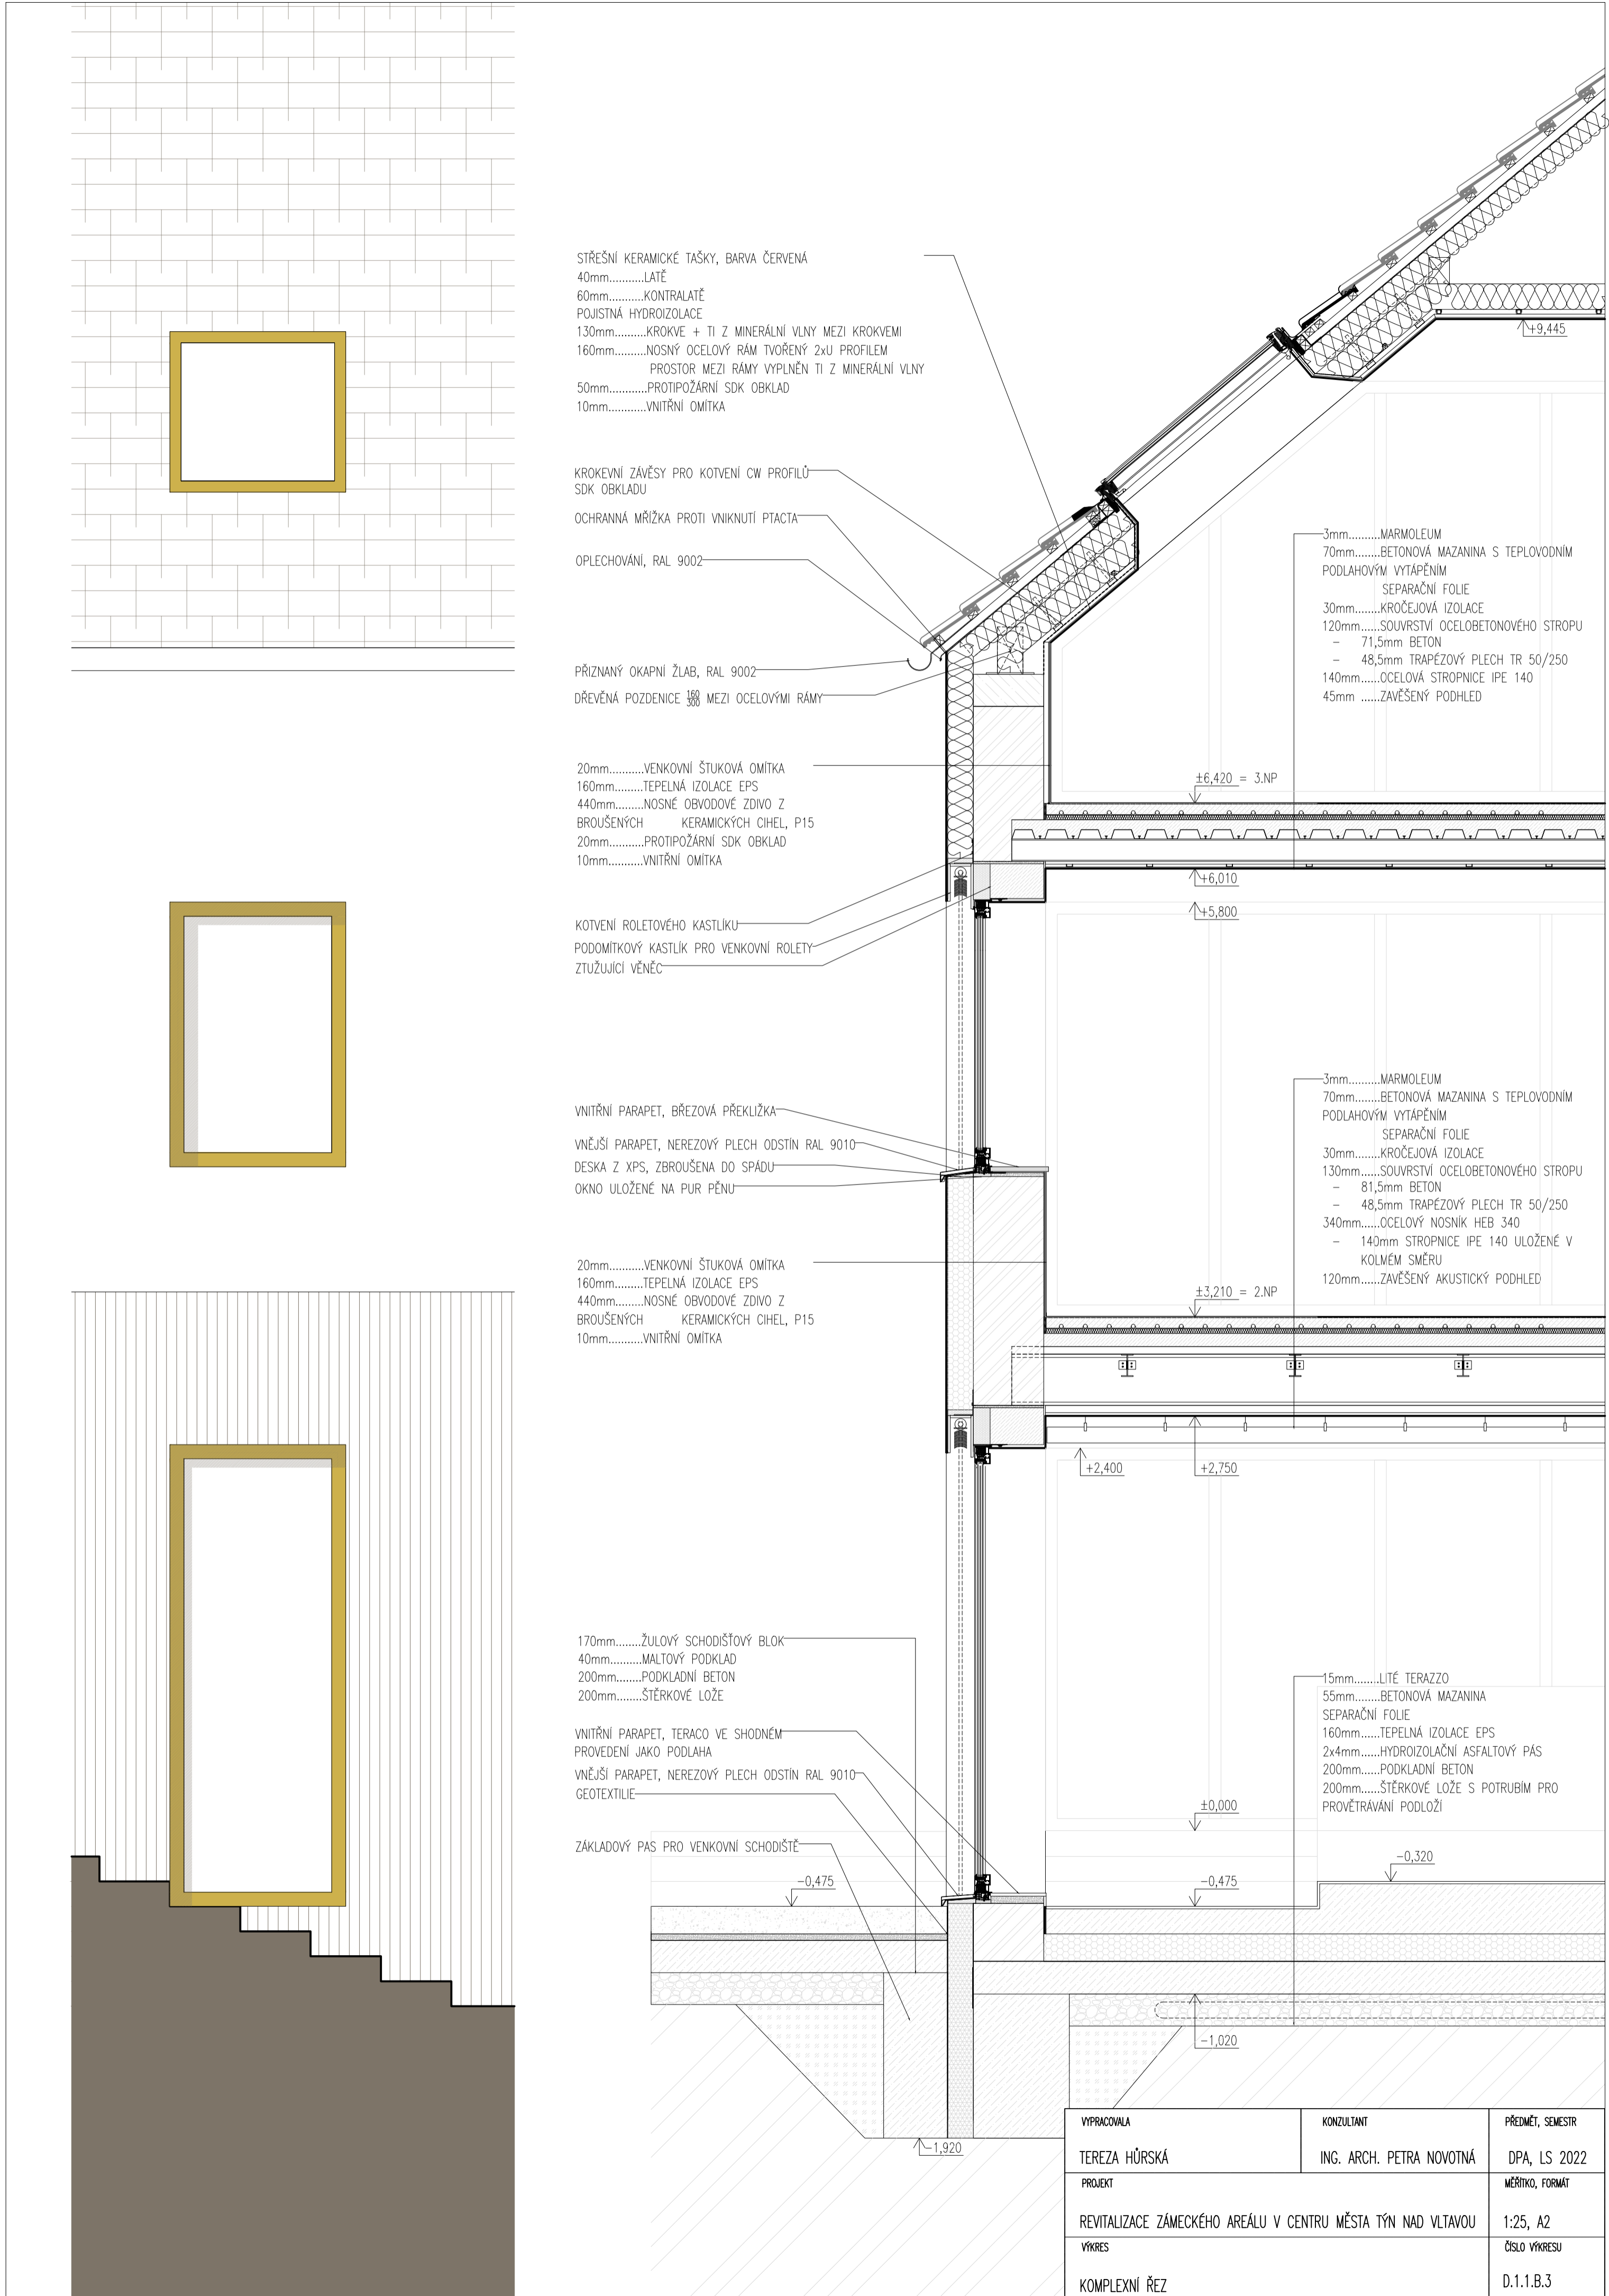 STŘEŠNÍ KERAMICKÉ TAŠKY, BARVA ČERVENÁ
40mm..........LATĚ
60mm..........KONTRALATĚ
POJISTNÁ HYDROIZOLACE
130mm.........KROKVE + TI Z MINERÁLNÍ VLNY MEZI KROKVEMI
160mm.........NOSNÝ OCELOVÝ RÁM TVOŘENÝ 2xU PROFILEM
PROSTOR MEZI RÁMY VYPLNĚN TI Z MINERÁLNÍ VLNY
50mm...........PROTIPOŽÁRNÍ SDK OBKLAD
10mm...........VNITŘNÍ OMÍTKA
KROKEVNÍ ZÁVĚSY PRO KOTVENÍ CW PROFILŮ
SDK OBKLADU
OCHRANNÁ MŘÍŽKA PROTI VNIKNUTÍ PTACTA
OPLECHOVÁNÍ, RAL 9002
PŘIZNANÝ OKAPNÍ ŽLAB, RAL 9002
DŘEVĚNÁ POZDENICE 160/300 MEZI OCELOVÝMI RÁMY
20mm..........VENKOVNÍ ŠTUKOVÁ OMÍTKA
160mm........TEPELNÁ IZOLACE EPS
440mm........NOSNÉ OBVODOVÉ ZDIVO Z
BROUŠENÝCH KERAMICKÝCH CIHEL, P15
20mm..........PROTIPOŽÁRNÍ SDK OBKLAD
10mm..........VNITŘNÍ OMÍTKA
KOTVENÍ ROLETOVÉHO KASTLÍKU
PODOMÍTKOVÝ KASTLÍK PRO VENKOVNÍ ROLETY
ZTUŽUJÍCÍ VĚNĚC
VNITŘNÍ PARAPET, BŘEZOVÁ PŘEKLIŽKA
VNĚJŠÍ PARAPET, NEREZOVÝ PLECH ODSTÍN RAL 9010
DESKA Z XPS, ZBROUŠENA DO SPÁDU
OKNO ULOŽENÉ NA PUR PĚNU
20mm..........VENKOVNÍ ŠTUKOVÁ OMÍTKA
160mm........TEPELNÁ IZOLACE EPS
440mm........NOSNÉ OBVODOVÉ ZDIVO Z
BROUŠENÝCH KERAMICKÝCH CIHEL, P15
10mm..........VNITŘNÍ OMÍTKA
170mm........ŽULOVÝ SCHODIŠŤOVÝ BLOK
40mm..........MALTOVÝ PODKLAD
200mm........PODKLADNÍ BETON
200mm........ŠTĚRKOVÉ LOŽE
VNITŘNÍ PARAPET, TERACO VE SHODNÉM
PROVEDENÍ JAKO PODLAHA
VNĚJŠÍ PARAPET, NEREZOVÝ PLECH ODSTÍN RAL 9010
GEOTEXTILIE
ZÁKLADOVÝ PAS PRO VENKOVNÍ SCHODIŠTĚ
+9,445
3mm.........MARMOLEUM
70mm........BETONOVÁ MAZANINA S TEPLOVODNÍM
PODLAHOVÝM VYTÁPĚNÍM
SEPARAČNÍ FOLIE
30mm.......KROČEJOVÁ IZOLACE
120mm.....SOUVRSTVÍ OCELOBETONOVÉHO STROPU
- 71,5mm BETON
- 48,5mm TRAPÉZOVÝ PLECH TR 50/250
140mm.....OCELOVÁ STROPNICE IPE 140
45mm .....ZAVĚŠENÝ PODHLED
±6,420 = 3.NP
+6,010
+5,800
3mm.........MARMOLEUM
70mm........BETONOVÁ MAZANINA S TEPLOVODNÍM
PODLAHOVÝM VYTÁPĚNÍM
SEPARAČNÍ FOLIE
30mm.......KROČEJOVÁ IZOLACE
130mm.....SOUVRSTVÍ OCELOBETONOVÉHO STROPU
- 81,5mm BETON
- 48,5mm TRAPÉZOVÝ PLECH TR 50/250
340mm.....OCELOVÝ NOSNÍK HEB 340
- 140mm STROPNICE IPE 140 ULOŽENÉ V
KOLMÉM SMĚRU
120mm.....ZAVĚŠENÝ AKUSTICKÝ PODHLED
±3,210 = 2.NP
+2,400
+2,750
15mm.......LITÉ TERAZZO
55mm.......BETONOVÁ MAZANINA
SEPARAČNÍ FOLIE
160mm.....TEPELNÁ IZOLACE EPS
2x4mm.....HYDROIZOLAČNÍ ASFALTOVÝ PÁS
200mm.....PODKLADNÍ BETON
200mm.....ŠTĚRKOVÉ LOŽE S POTRUBÍM PRO
PROVĚTRÁVÁNÍ PODLOŽÍ
±0,000
-0,320
-0,475
-0,475
-1,020
-1,920
VYPRACOVALA
TEREZA HŮRSKÁ
KONZULTANT
ING. ARCH. PETRA NOVOTNÁ
PŘEDMĚT, SEMESTR
DPA, LS 2022
PROJEKT
REVITALIZACE ZÁMECKÉHO AREÁLU V CENTRU MĚSTA TÝN NAD VLTAVOU
MĚŘÍTKO, FORMÁT
1:25, A2
VÝKRES
KOMPLEXNÍ ŘEZ
ČÍSLO VÝKRESU
D.1.1.B.3